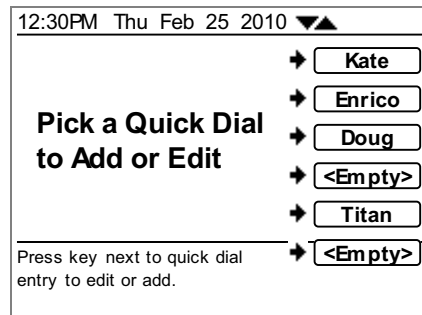 12:30PM Thu Feb 25 2010
Kate
Enrico
Pick a Quick Dial
to Add or Edit
Doug
<Empty>
Titan
<Empty>
Press key next to quick dial
entry to edit or add.